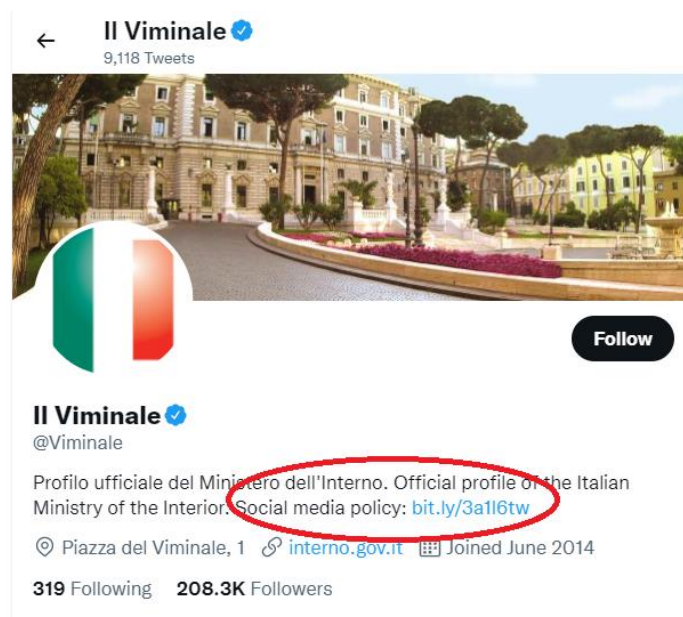 Il Viminale
9,118 Tweets
Follow
Il Viminale
@Viminale
Profilo ufficiale del Ministero dell'Interno. Official profile of the Italian
Ministry of the Interior. Social media policy: bit.ly/3a1l6tw
Piazza del Viminale, 1 interno.gov.it Joined June 2014
319 Following 208.3K Followers